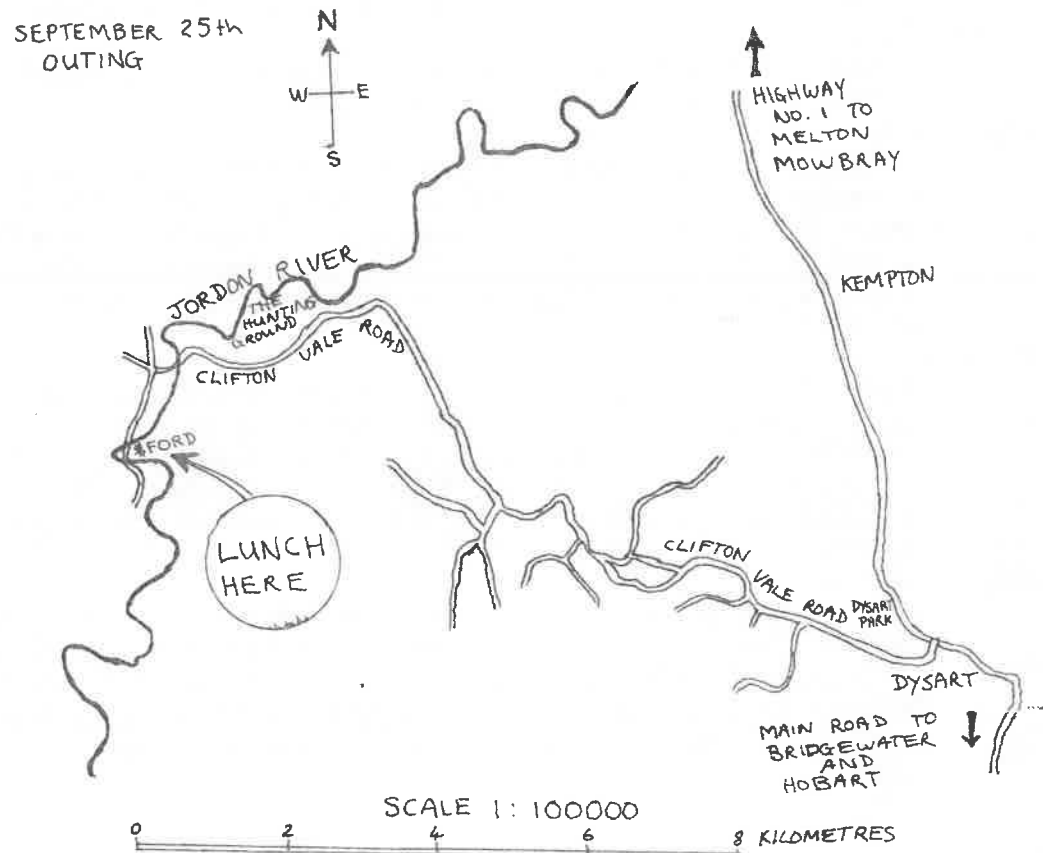 SEPTEMBER 25th
OUTING
N
W E
S
HIGHWAY
NO. 1 TO
MELTON
MOWBRAY
KEMPTON
JORDON RIVER
THE
HUNTING
GROUND
CLIFTON VALE ROAD
FORD
LUNCH
HERE
CLIFTON VALE ROAD
DYSART
PARK
DYSART
MAIN ROAD TO
BRIDGEWATER
AND
HOBART
SCALE 1: 100000
0 2 4 6 8 KILOMETRES